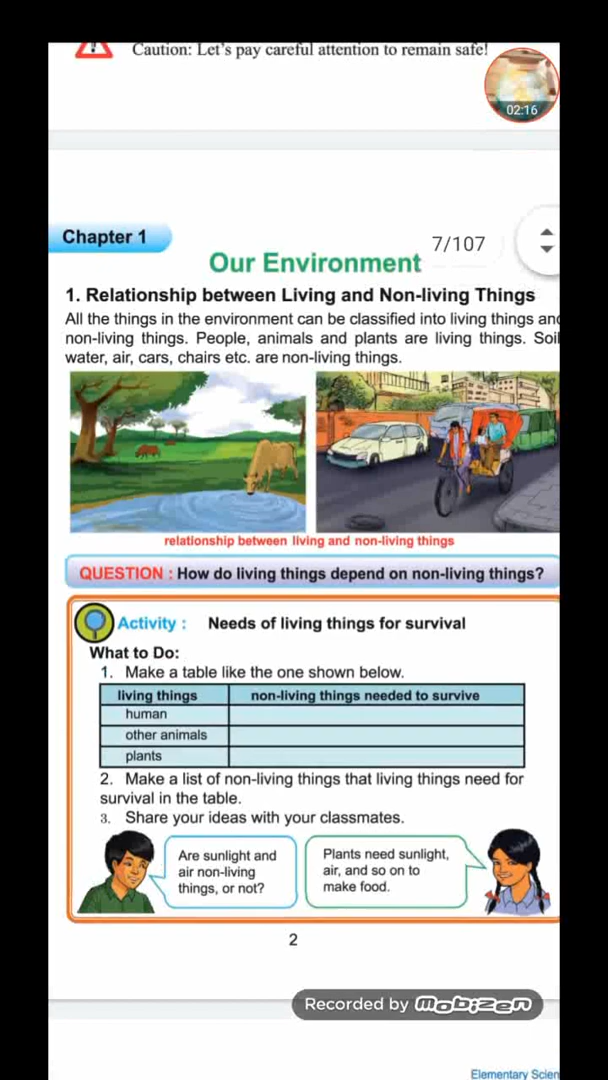 Caution: Let's pay careful attention to remain safe!
02:16
Chapter 1
7/107
Our Environment
1. Relationship between Living and Non-living Things
All the things in the environment can be classified into living things and
non-living things. People, animals and plants are living things. Soil
water, air, cars, chairs etc. are non-living things.
relationship between living and non-living things
QUESTION : How do living things depend on non-living things?
Activity : Needs of living things for survival
What to Do:
1. Make a table like the one shown below.
living things non-living things needed to survive
human
other animals
plants
2. Make a list of non-living things that living things need for
survival in the table.
3. Share your ideas with your classmates.
Are sunlight and
air non-living
things, or not?
Plants need sunlight,
air, and so on to
make food.
2
Recorded by mobizen
Elementary Scien